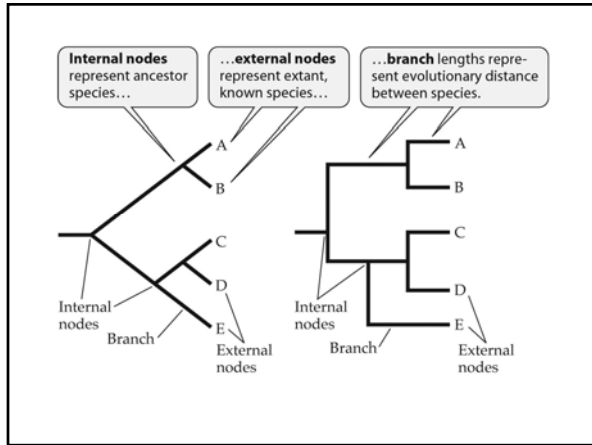 Internal nodes
represent ancestor
species…
…external nodes
represent extant,
known species…
…branch lengths repre-
sent evolutionary distance
between species.
A
B
C
D
E
Internal
nodes
Branch
External
nodes
A
B
C
D
E
Internal
nodes
Branch
External
nodes